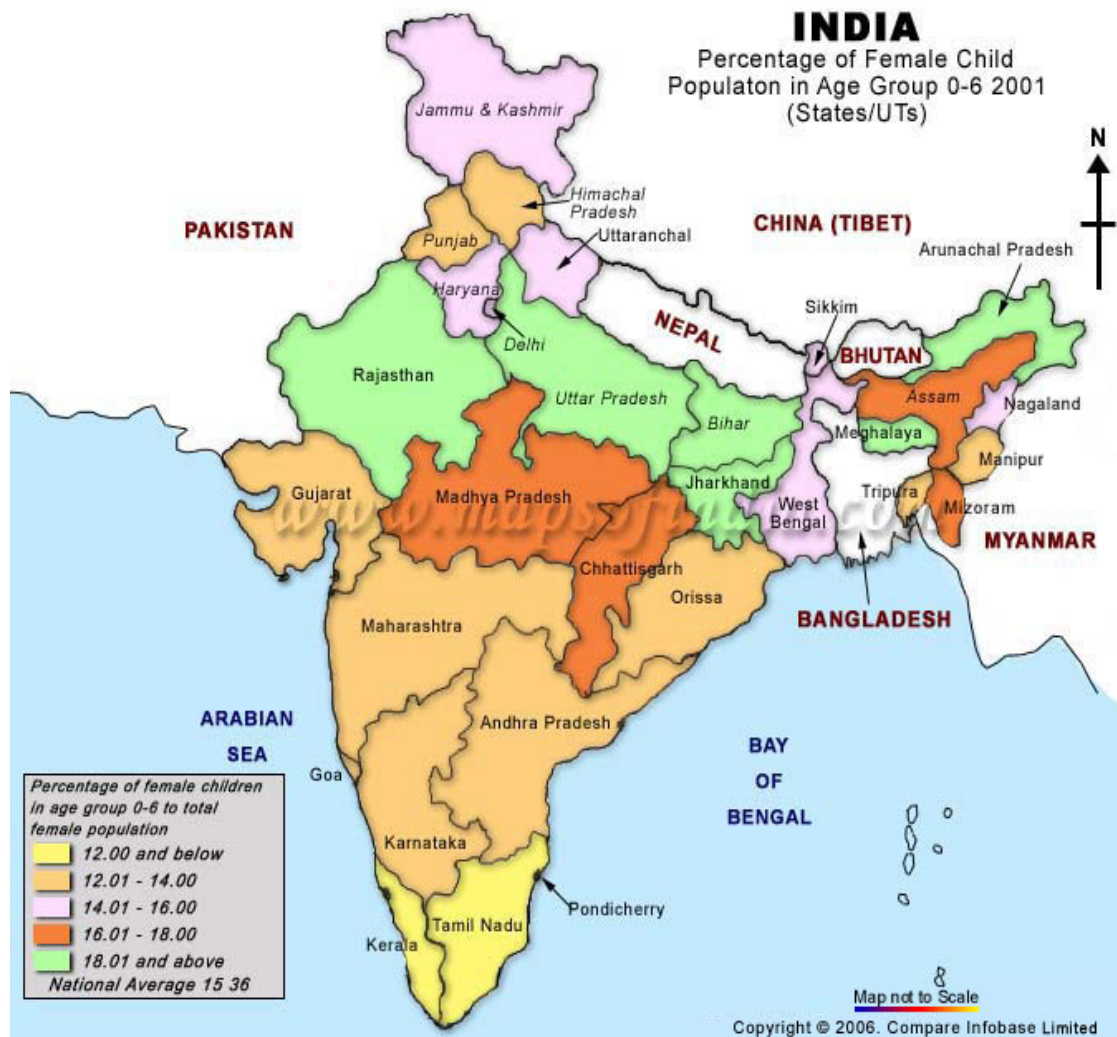 INDIA
Percentage of Female Child
Populaton in Age Group 0-6 2001
(States/UTs)
N
Jammu & Kashmir
Himachal
Pradesh
PAKISTAN
CHINA (TIBET)
Punjab
Uttaranchal
Arunachal Pradesh
Haryana
Sikkim
NEPAL
Delhi
BHUTAN
Rajasthan
Uttar Pradesh
Assam
Nagaland
Bihar
Meghalaya
Manipur
Jharkhand
Gujarat
Madhya Pradesh
Tripura
West
Bengal
Mizoram
www.mapsofindia.com
MYANMAR
Chhattisgarh
Orissa
BANGLADESH
Maharashtra
ARABIAN
SEA
Andhra Pradesh
BAY
OF
BENGAL
Goa
Karnataka
Pondicherry
Tamil Nadu
Kerala
Percentage of female children
in age group 0-6 to total
female population
12.00 and below
12.01 - 14.00
14.01 - 16.00
16.01 - 18.00
18.01 and above
National Average 15 36
Map not to Scale
Copyright © 2006. Compare Infobase Limited